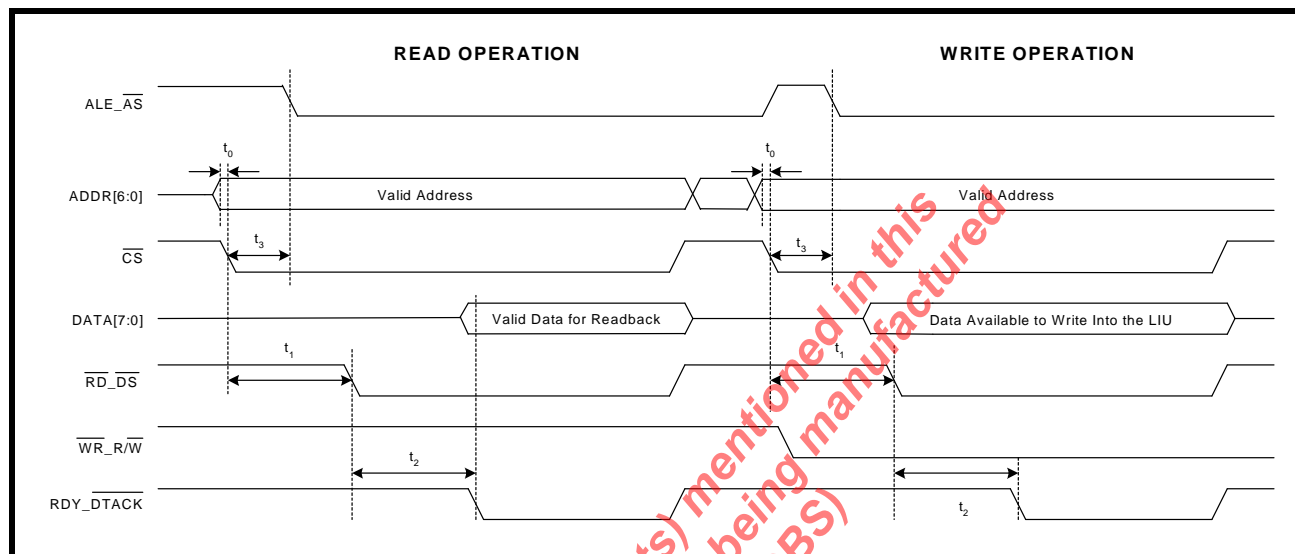 READ OPERATION WRITE OPERATION
ALE_AS
t0 t0
ADDR[6:0] Valid Address Valid Address
CS t3 t3
DATA[7:0] Valid Data for Readback Data Available to Write Into the LIU
t1 t1
RD_DS
WR_R/W
t2
RDY_DTACK t2
mentioned in this
being manufactured